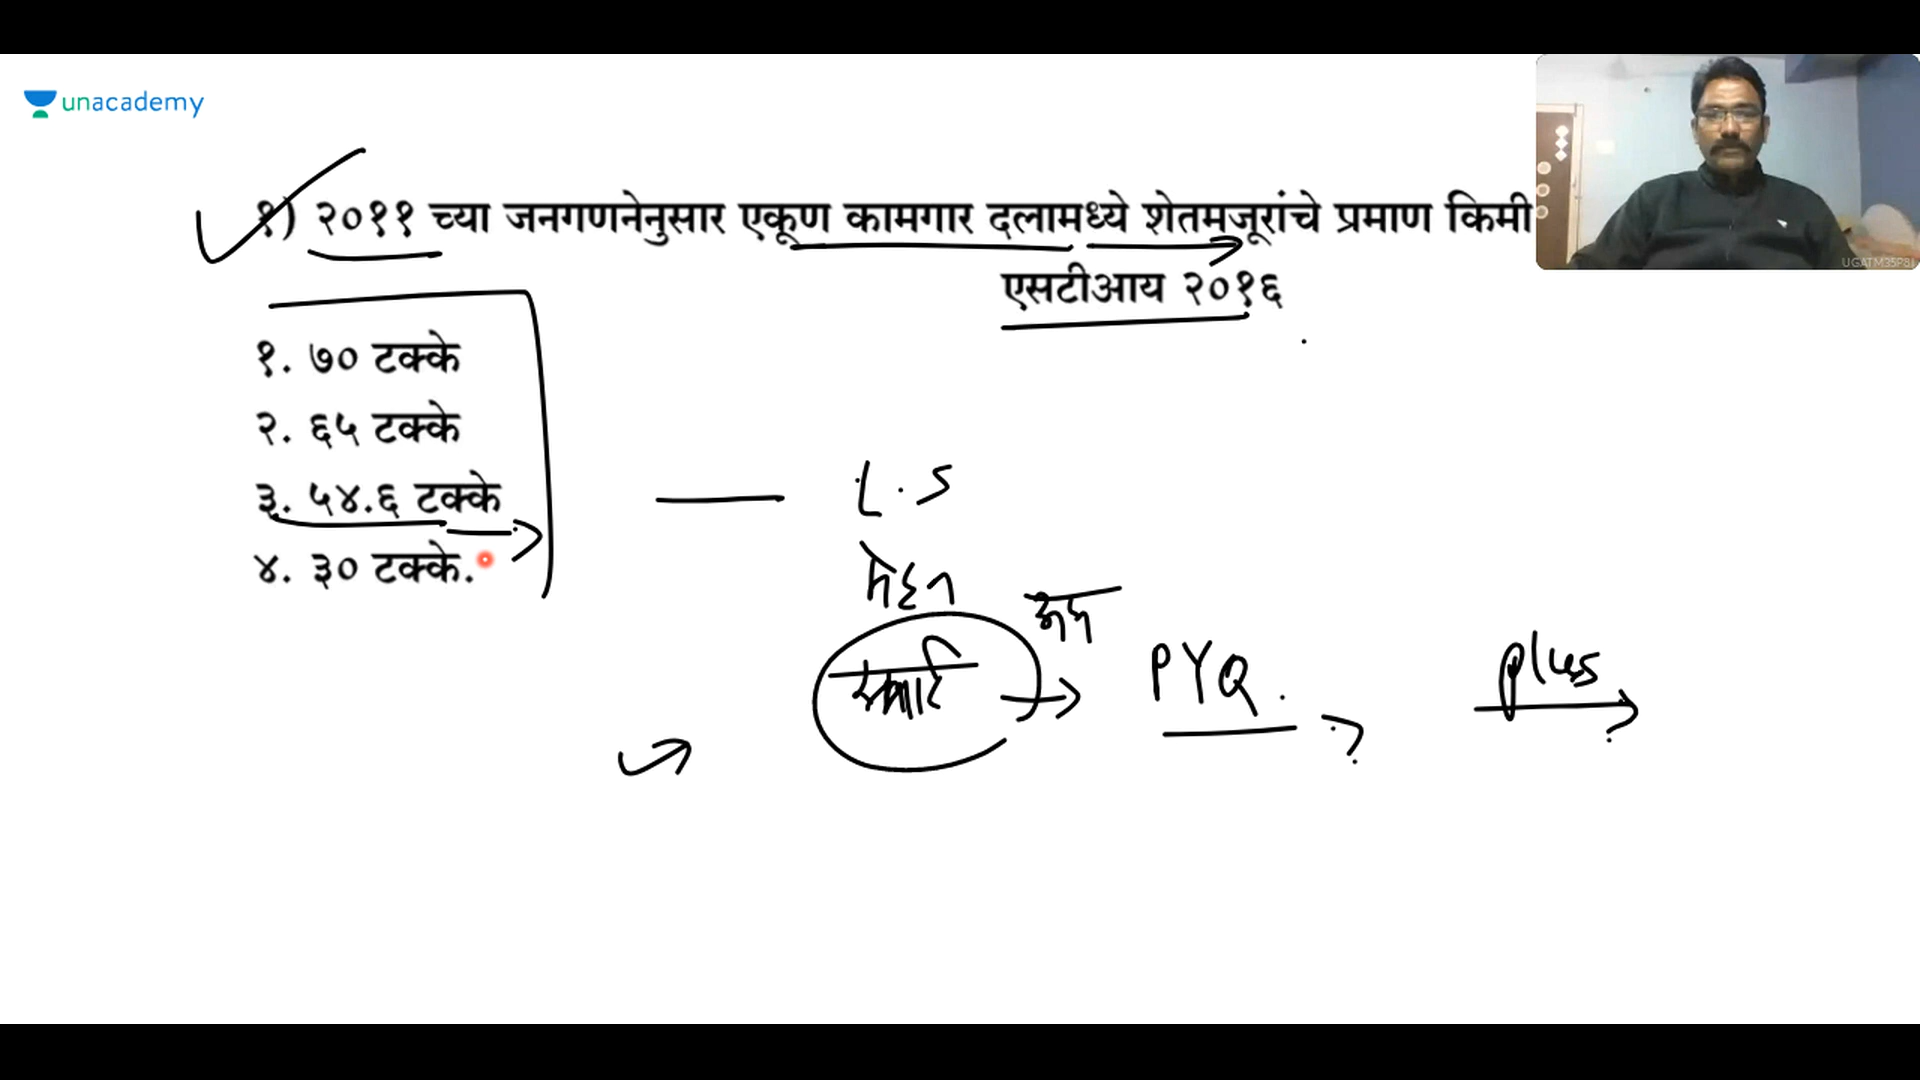 unacademy
१) २०११ च्या जनगणनेनुसार एकूण कामगार दलामध्ये शेतमजूरांचे प्रमाण किमी
एसटीआय २०१६
१. ७० टक्के
२. ६५ टक्के
३. ५४.६ टक्के
४. ३० टक्के.
L.S
PYQ.
plus
UGATM35P8I